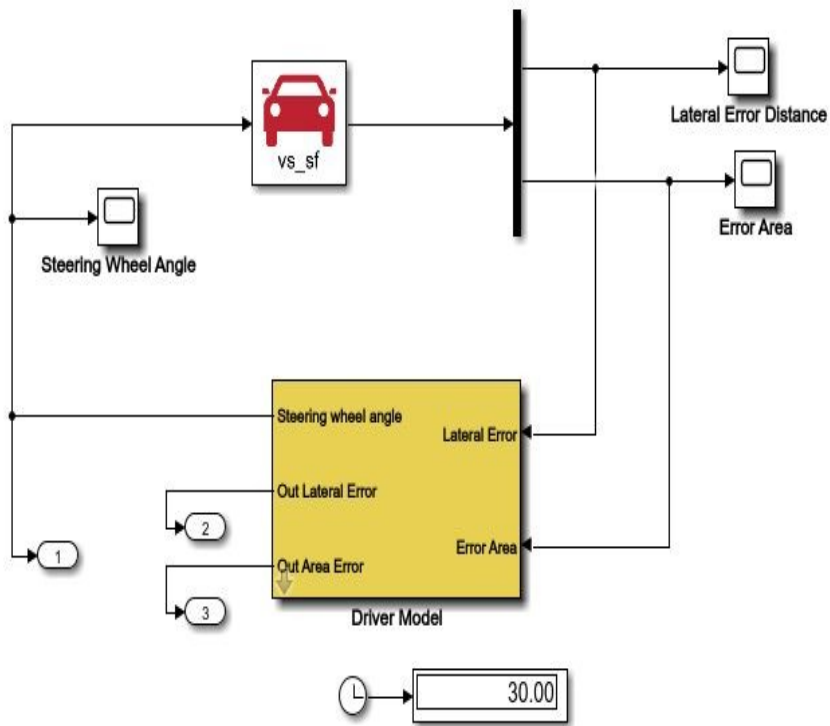 vs_sf
Lateral Error Distance
Error Area
Steering Wheel Angle
Steering wheel angle
Lateral Error
Out Lateral Error
2
Error Area
1
Out Area Error
3
Driver Model
30.00